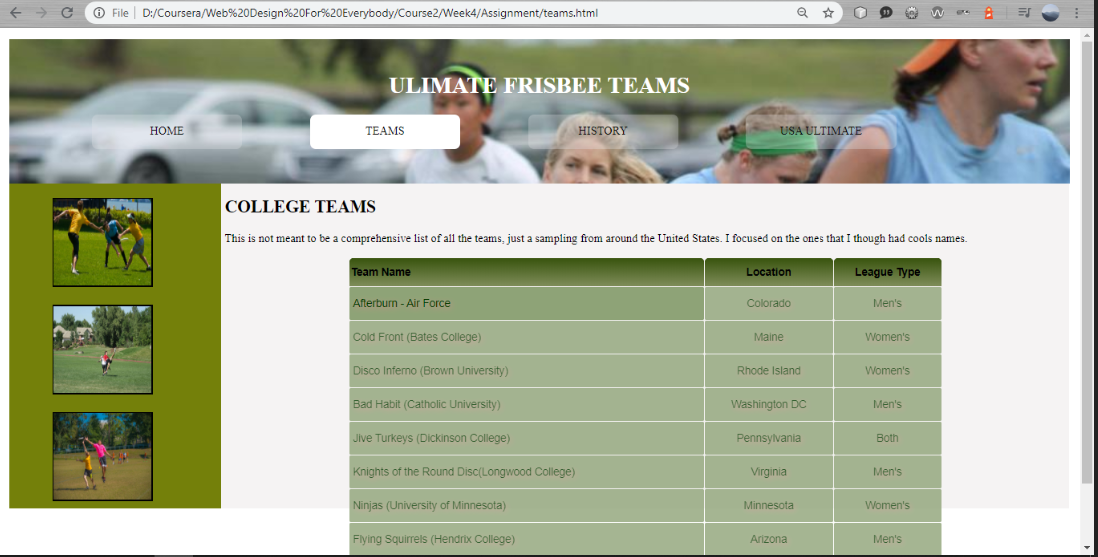 File D:/Coursera/Web%20Design%20For%20Everybody/Course2/Week4/Assignment/teams.html
ULIMATE FRISBEE TEAMS
HOME TEAMS HISTORY USA ULTIMATE
COLLEGE TEAMS
This is not meant to be a comprehensive list of all the teams, just a sampling from around the United States. I focused on the ones that I though had cools names.
Team Name Location League Type
Afterburn - Air Force Colorado Men's
Cold Front (Bates College) Maine Women's
Disco Inferno (Brown University) Rhode Island Women's
Bad Habit (Catholic University) Washington DC Men's
Jive Turkeys (Dickinson College) Pennsylvania Both
Knights of the Round Disc(Longwood College) Virginia Men's
Ninjas (University of Minnesota) Minnesota Women's
Flying Squirrels (Hendrix College) Arizona Men's